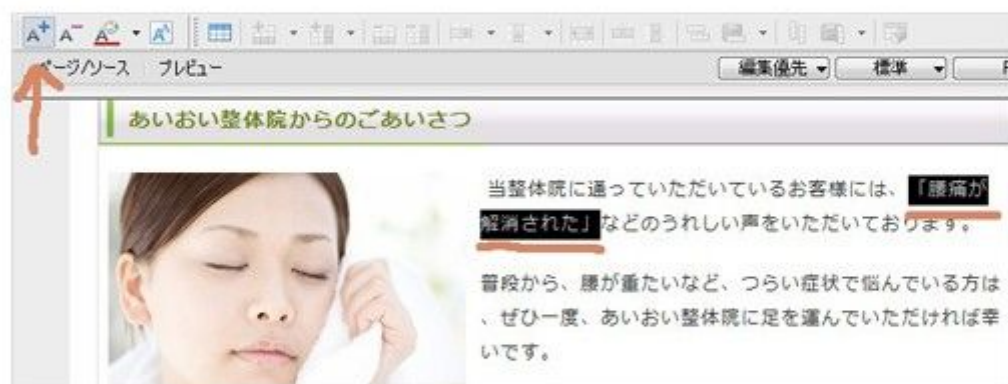 ページ/ソース プレビュー 編集優先 標準
あいおい整体院からのごあいさつ
当整体院に通っていただいているお客様には、「腰痛が
解消された」などのうれしい声をいただいております。
普段から、腰が重たいなど、つらい症状で悩んでいる方は
、ぜひ一度、あいおい整体院に足を運んでいただければ幸
いです。